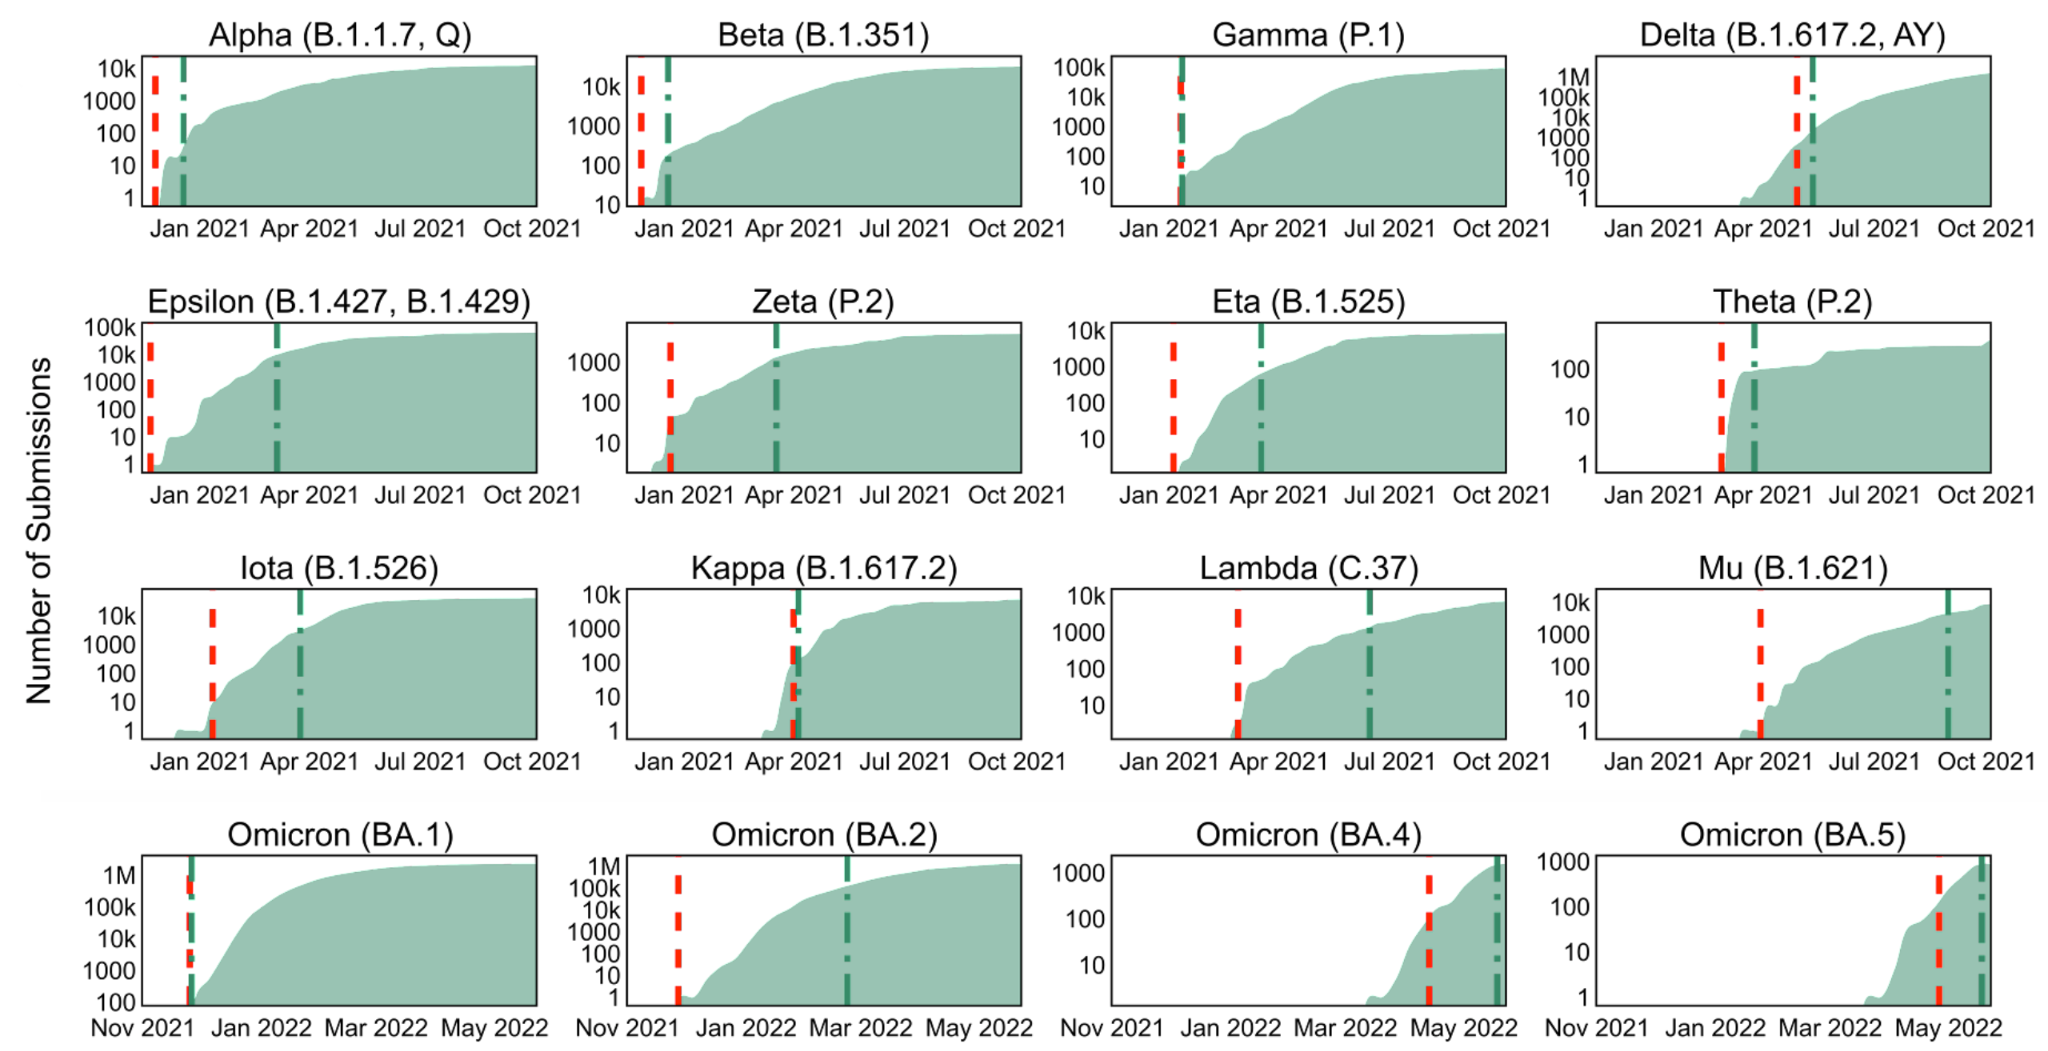 Number of Submissions
Alpha (B.1.1.7, Q)
10k
1000
100
10
1
Jan 2021 Apr 2021 Jul 2021 Oct 2021
Beta (B.1.351)
10k
1000
100
10
Jan 2021 Apr 2021 Jul 2021 Oct 2021
Gamma (P.1)
100k
10k
1000
100
10
Jan 2021 Apr 2021 Jul 2021 Oct 2021
Delta (B.1.617.2, AY)
1M
100k
10k
1000
100
10
1
Jan 2021 Apr 2021 Jul 2021 Oct 2021
Epsilon (B.1.427, B.1.429)
100k
10k
1000
100
10
1
Jan 2021 Apr 2021 Jul 2021 Oct 2021
Zeta (P.2)
1000
100
10
Jan 2021 Apr 2021 Jul 2021 Oct 2021
Eta (B.1.525)
10k
1000
100
10
Jan 2021 Apr 2021 Jul 2021 Oct 2021
Theta (P.2)
100
10
1
Jan 2021 Apr 2021 Jul 2021 Oct 2021
Iota (B.1.526)
10k
1000
100
10
1
Jan 2021 Apr 2021 Jul 2021 Oct 2021
Kappa (B.1.617.2)
10k
1000
100
10
1
Jan 2021 Apr 2021 Jul 2021 Oct 2021
Lambda (C.37)
10k
1000
100
10
Jan 2021 Apr 2021 Jul 2021 Oct 2021
Mu (B.1.621)
10k
1000
100
10
1
Jan 2021 Apr 2021 Jul 2021 Oct 2021
Omicron (BA.1)
1M
100k
10k
1000
100
Nov 2021 Jan 2022 Mar 2022 May 2022
Omicron (BA.2)
1M
100k
10k
1000
100
10
1
Nov 2021 Jan 2022 Mar 2022 May 2022
Omicron (BA.4)
1000
100
10
Nov 2021 Jan 2022 Mar 2022 May 2022
Omicron (BA.5)
1000
100
10
1
Nov 2021 Jan 2022 Mar 2022 May 2022